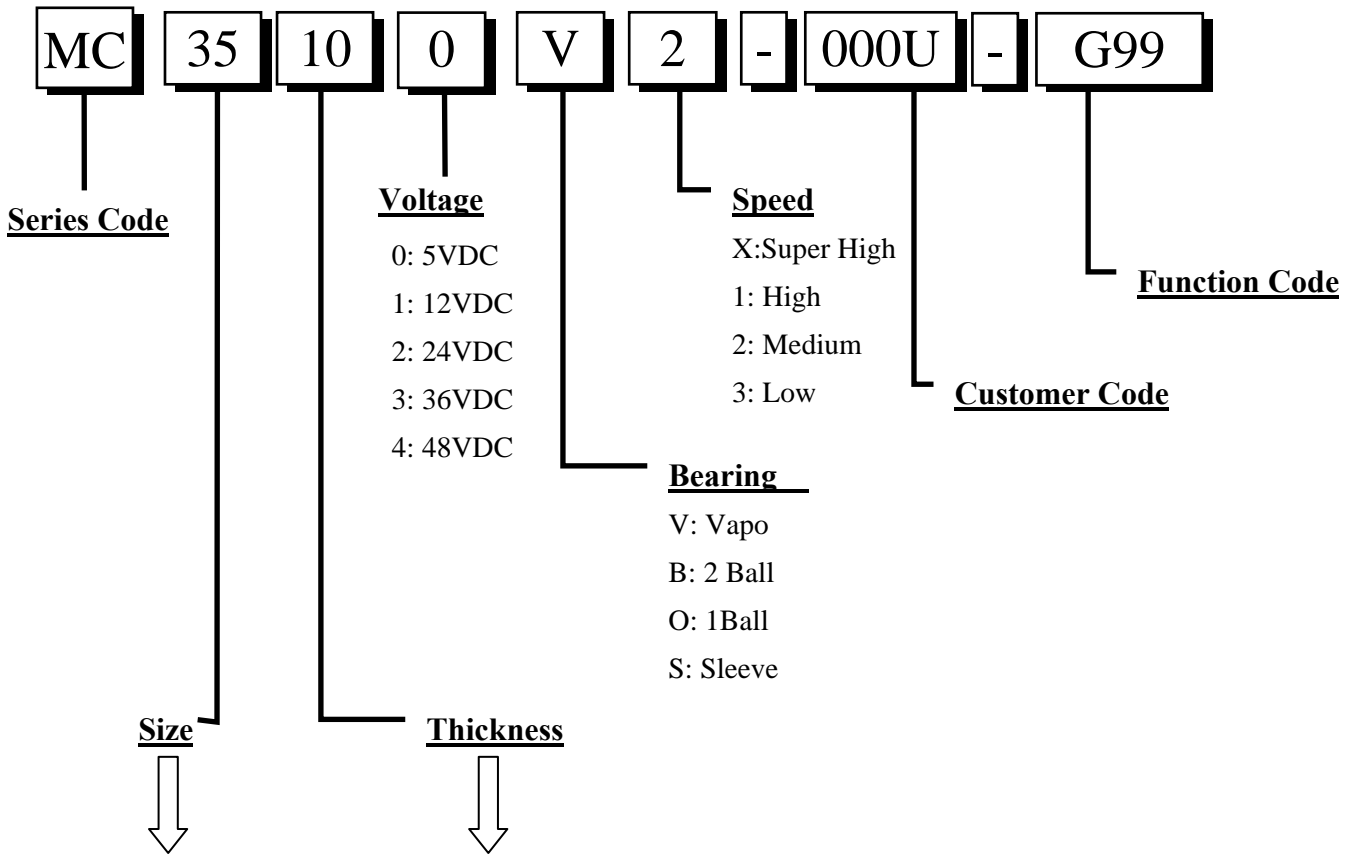 MC 35 10 0 V 2 - 000U - G99
Series Code
Voltage
0: 5VDC
1: 12VDC
2: 24VDC
3: 36VDC
4: 48VDC
Speed
X:Super High
1: High
2: Medium
3: Low
Function Code
Customer Code
Bearing
V: Vapo
B: 2 Ball
O: 1Ball
S: Sleeve
Size
Thickness